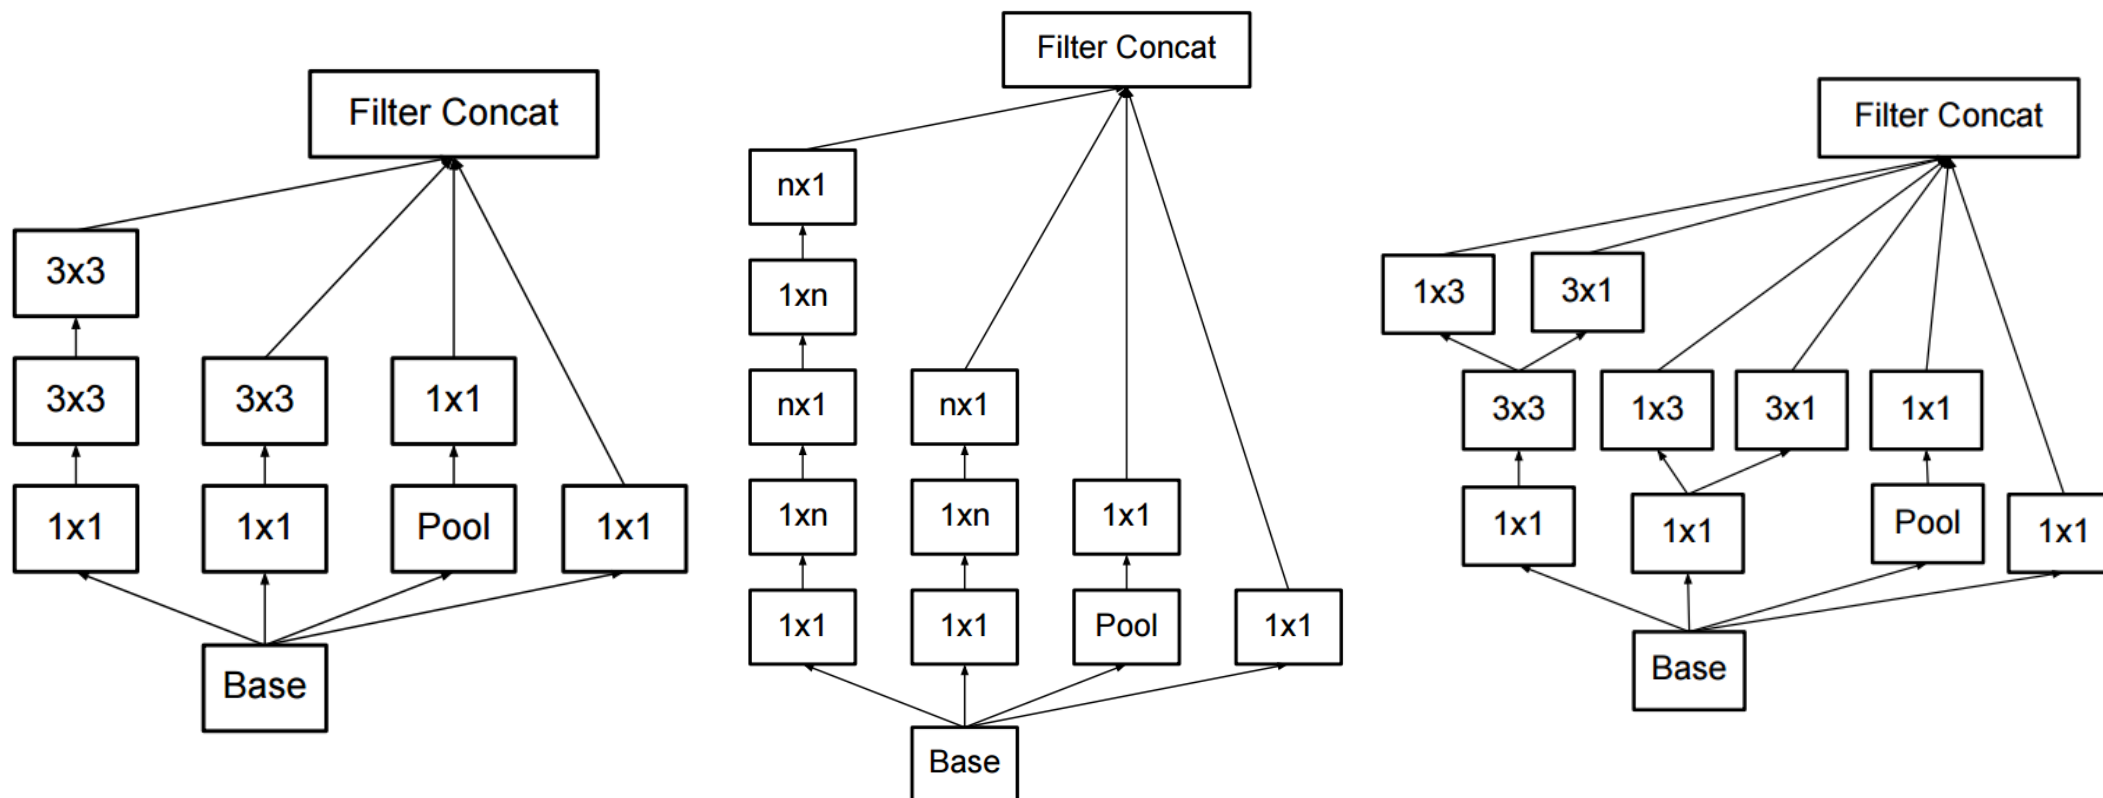 Filter Concat
3x3
3x3
3x3
1x1
1x1
1x1
Pool
1x1
Base
Filter Concat
nx1
1xn
nx1
nx1
1xn
1xn
1x1
1x1
1x1
Pool
1x1
Base
Filter Concat
1x3
3x1
3x3
1x3
3x1
1x1
1x1
1x1
Pool
1x1
Base